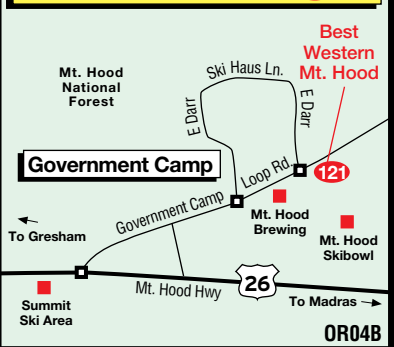 Best
Western
Mt. Hood
Ski Haus Ln.
Mt. Hood
National
Forest
E Darr
E Darr
121
Government Camp
Loop Rd.
Government Camp
Mt. Hood
Brewing
To Gresham
Mt. Hood
Skibowl
26
Mt. Hood Hwy
To Madras
Summit
Ski Area
OR04B